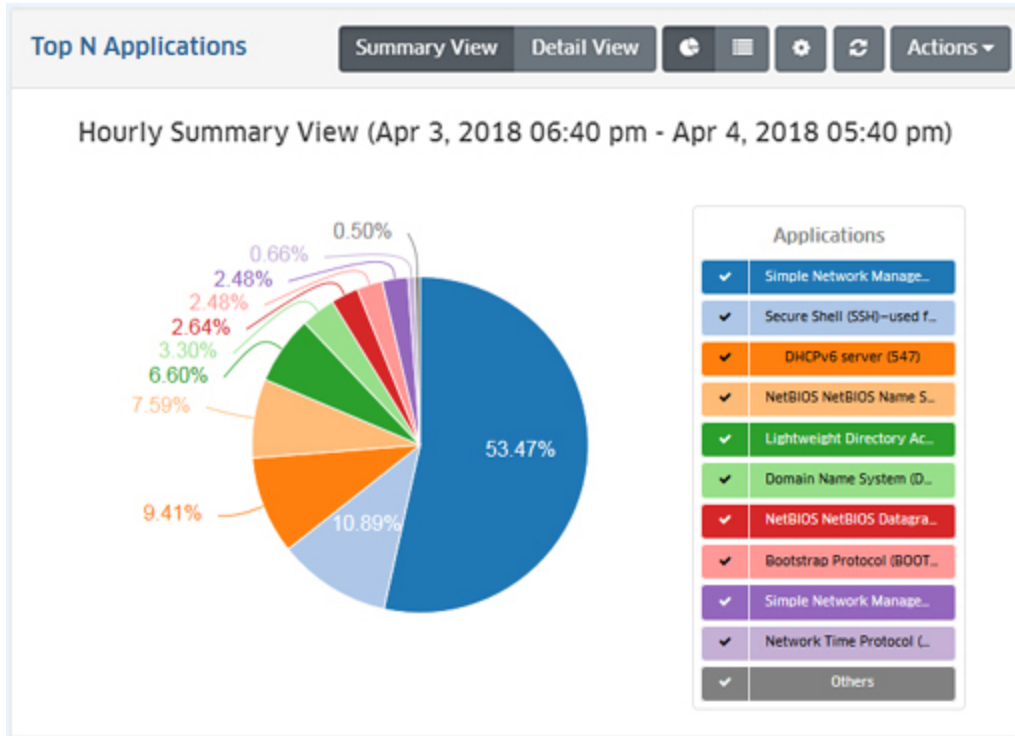 Top N Applications
Summary View
Detail View
Actions
Hourly Summary View (Apr 3, 2018 06:40 pm - Apr 4, 2018 05:40 pm)
0.50%
0.66%
2.48%
2.48%
2.64%
3.30%
6.60%
7.59%
9.41%
10.89%
53.47%
Applications
Simple Network Manage...
Secure Shell (SSH)—used f...
DHCPv6 server (547)
NetBIOS NetBIOS Name S...
Lightweight Directory Ac...
Domain Name System (D...
NetBIOS NetBIOS Datagra...
Bootstrap Protocol (BOOT...
Simple Network Manage...
Network Time Protocol (...
Others